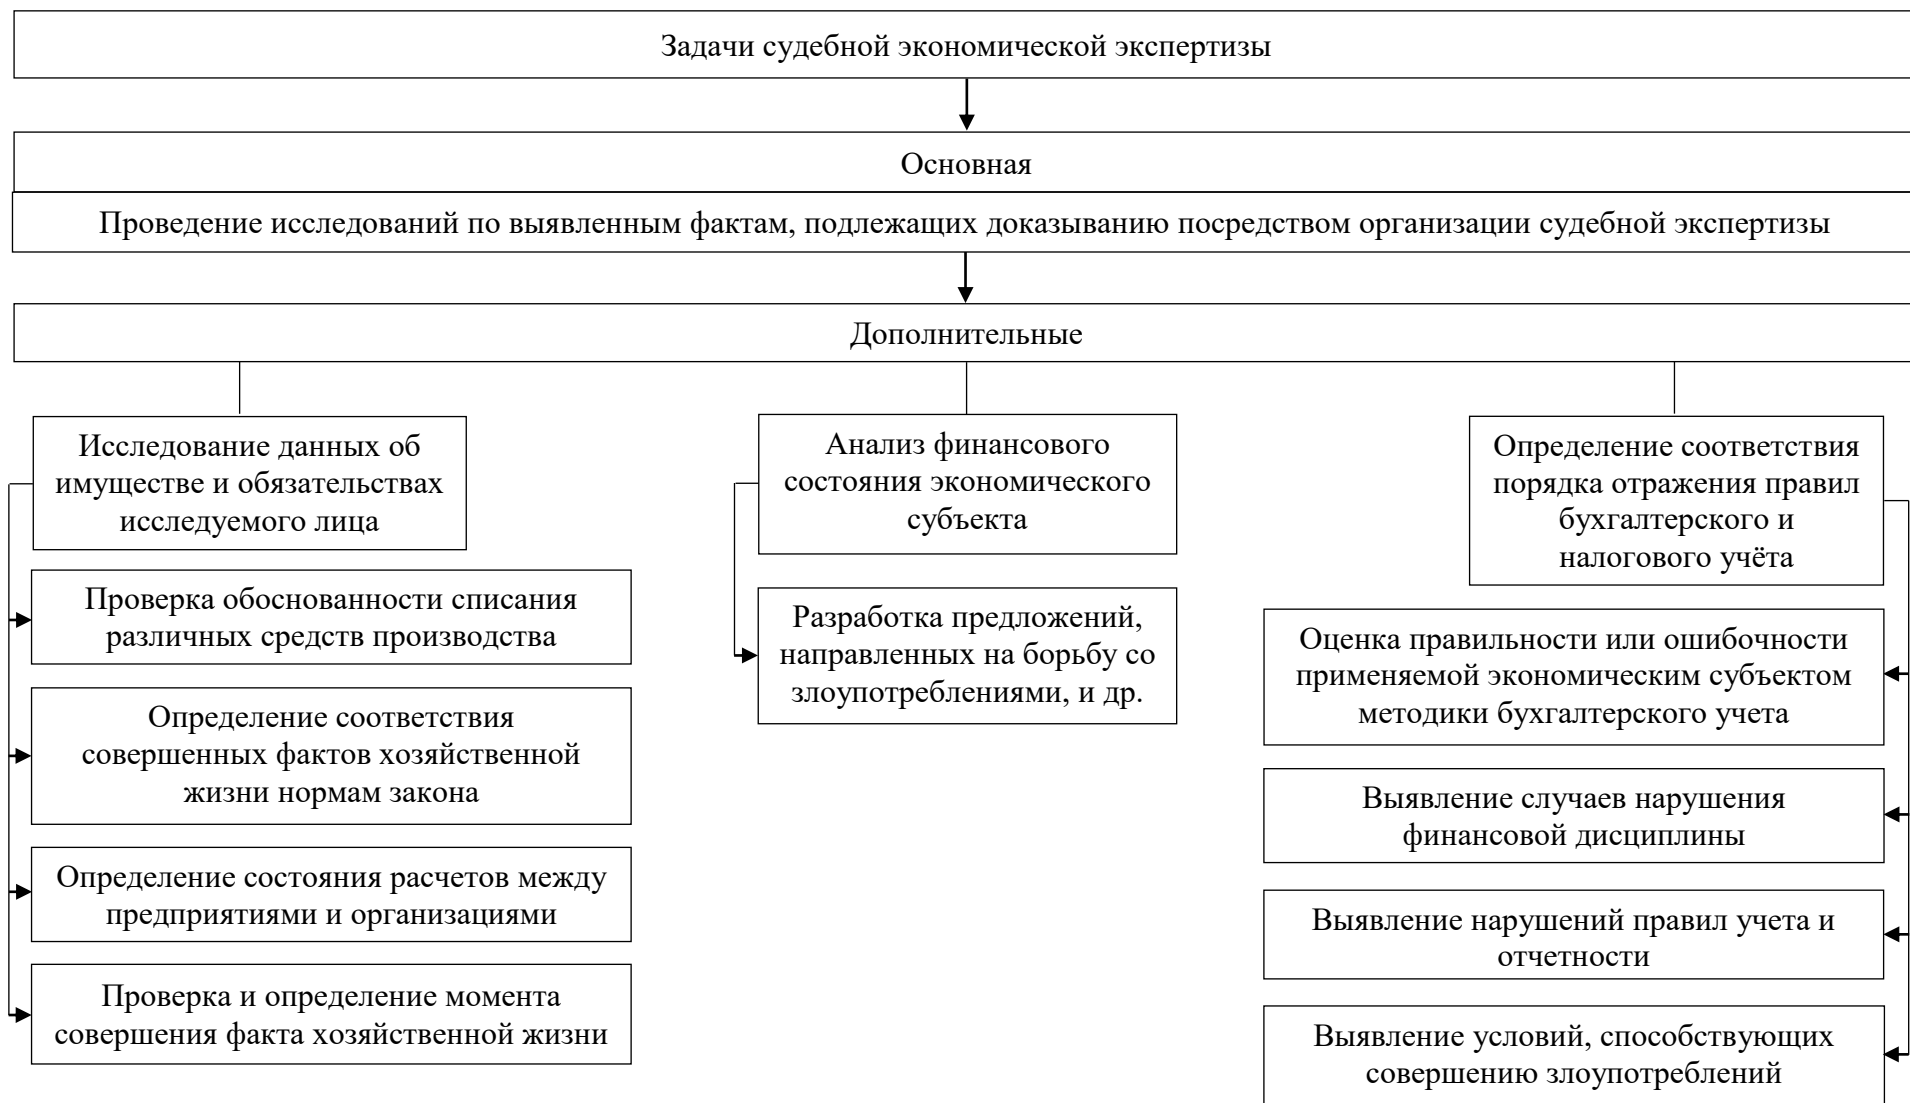 Задачи судебной экономической экспертизы
Основная
Проведение исследований по выявленным фактам, подлежащих доказыванию посредством организации судебной экспертизы
Дополнительные
Исследование данных об
имуществе и обязательствах
исследуемого лица
Проверка обоснованности списания
различных средств производства
Определение соответствия
совершенных фактов хозяйственной
жизни нормам закона
Определение состояния расчетов между
предприятиями и организациями
Проверка и определение момента
совершения факта хозяйственной жизни
Анализ финансового
состояния экономического
субъекта
Разработка предложений,
направленных на борьбу со
злоупотреблениями, и др.
Определение соответствия
порядка отражения правил
бухгалтерского и
налогового учёта
Оценка правильности или ошибочности
применяемой экономическим субъектом
методики бухгалтерского учета
Выявление случаев нарушения
финансовой дисциплины
Выявление нарушений правил учета и
отчетности
Выявление условий, способствующих
совершению злоупотреблений